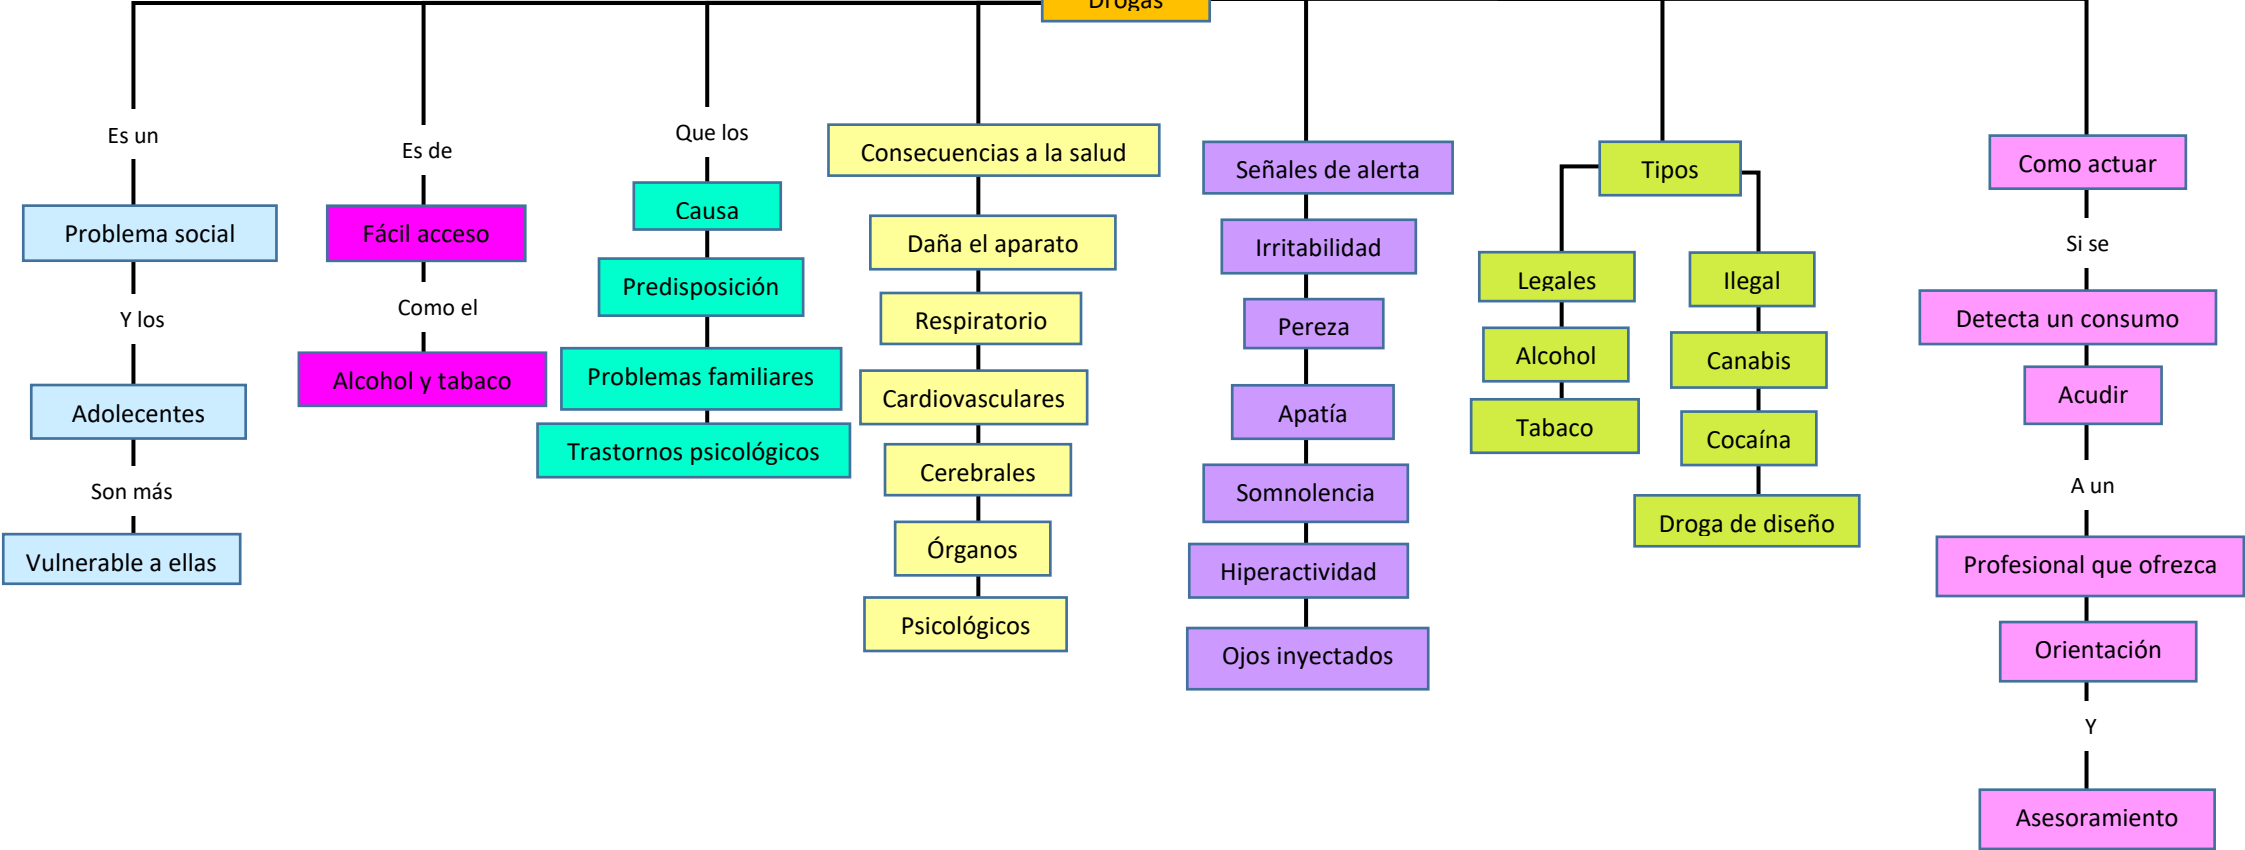 Drogas
Es un
Problema social
Y los
Adolecentes
Son más
Vulnerable a ellas
Es de
Fácil acceso
Como el
Alcohol y tabaco
Que los
Causa
Predisposición
Problemas familiares
Trastornos psicológicos
Consecuencias a la salud
Daña el aparato
Respiratorio
Cardiovasculares
Cerebrales
Órganos
Psicológicos
Señales de alerta
Irritabilidad
Pereza
Apatía
Somnolencia
Hiperactividad
Ojos inyectados
Tipos
Legales
Alcohol
Tabaco
Ilegal
Canabis
Cocaína
Droga de diseño
Como actuar
Si se
Detecta un consumo
Acudir
A un
Profesional que ofrezca
Orientación
Y
Asesoramiento